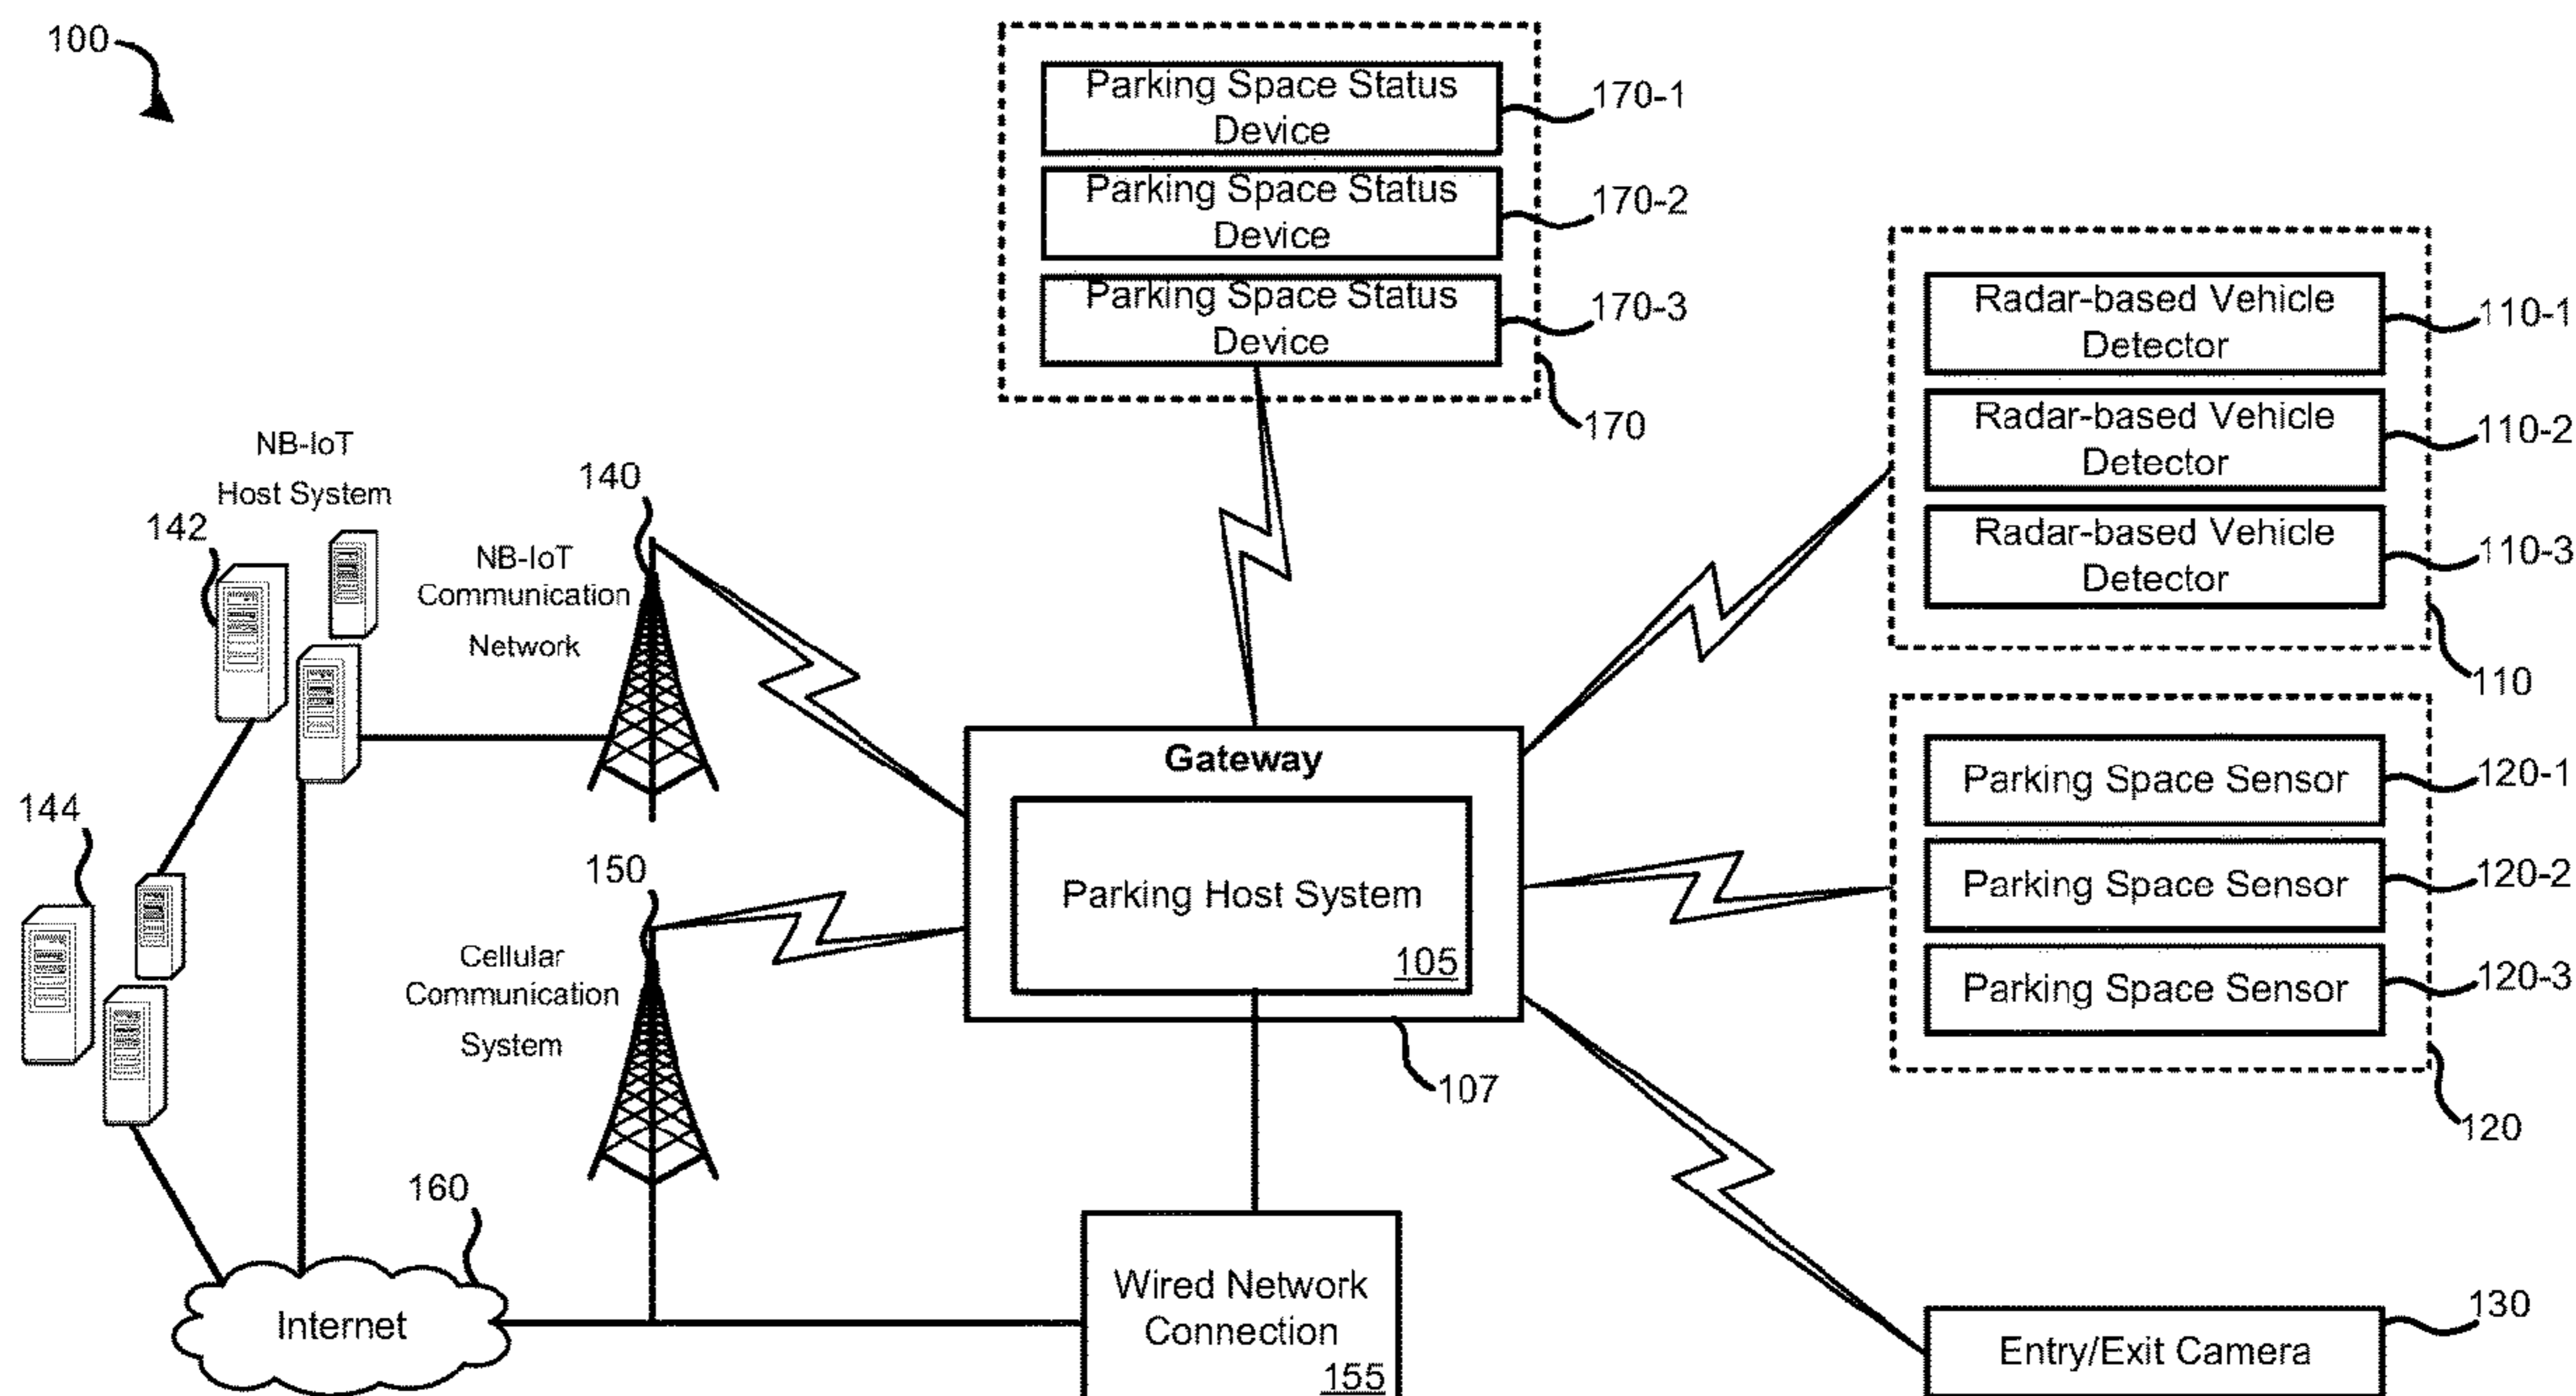 100
Parking Space Status
Device
170-1
Parking Space Status
Device
170-2
Parking Space Status
Device
170-3
170
Radar-based Vehicle
Detector
110-1
Radar-based Vehicle
Detector
110-2
Radar-based Vehicle
Detector
110-3
110
NB-IoT
Host System
142
140
NB-IoT
Communication
Network
144
150
Cellular
Communication
System
Gateway
Parking Host System
105
107
Parking Space Sensor
120-1
Parking Space Sensor
120-2
Parking Space Sensor
120-3
120
160
Internet
Wired Network
Connection
155
130
Entry/Exit Camera